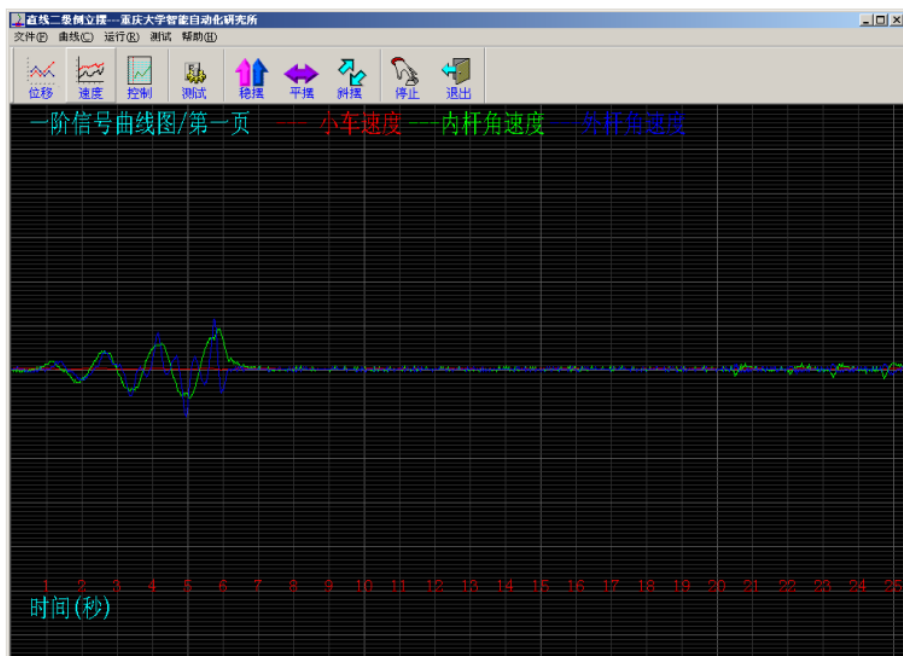 直线二级倒立摆---重庆大学智能自动化研究所
文件(F) 曲线(C) 运行(R) 测试 帮助(H)
位移 速度 控制 测试 稳摆 平摆 斜摆 停止 退出
一阶信号曲线图/第一页 --- 小车速度 ---内杆角速度 ---外杆角速度
1 2 3 4 5 6 7 8 9 10 11 12 13 14 15 16 17 18 19 20 21 22 23 24 25
时间(秒)